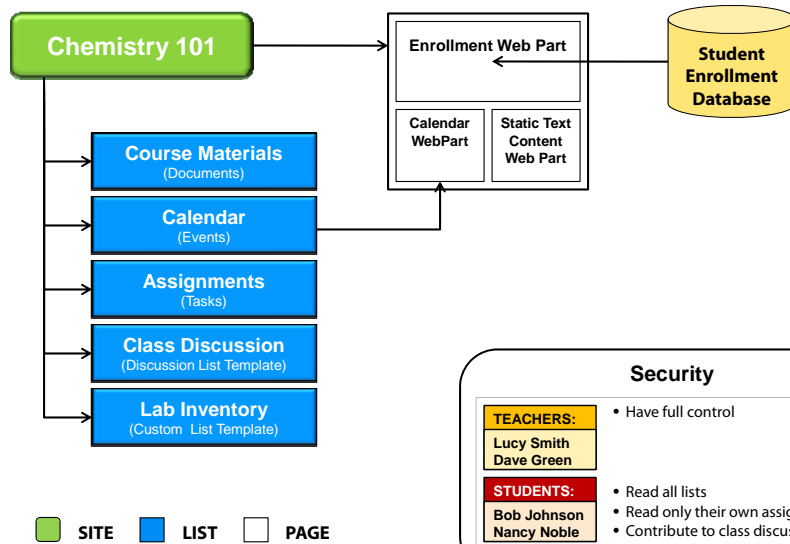 Chemistry 101
Enrollment Web Part
Student
Enrollment
Database
Calendar
WebPart
Static Text
Content
Web Part
Course Materials
(Documents)
Calendar
(Events)
Assignments
(Tasks)
Class Discussion
(Discussion List Template)
Lab Inventory
(Custom List Template)
Security
TEACHERS:
• Have full control
Lucy Smith
Dave Green
STUDENTS:
• Read all lists
Bob Johnson
• Read only their own
Nancy Noble
• Contribute to class
SITE
LIST
PAGE